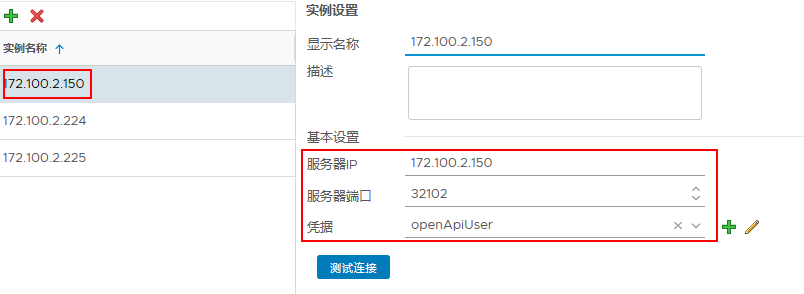 实例名称
172.100.2.150
172.100.2.224
172.100.2.225
实例设置
显示名称 172.100.2.150
描述
基本设置
服务器IP 172.100.2.150
服务器端口 32102
凭据 openApiUser
测试连接